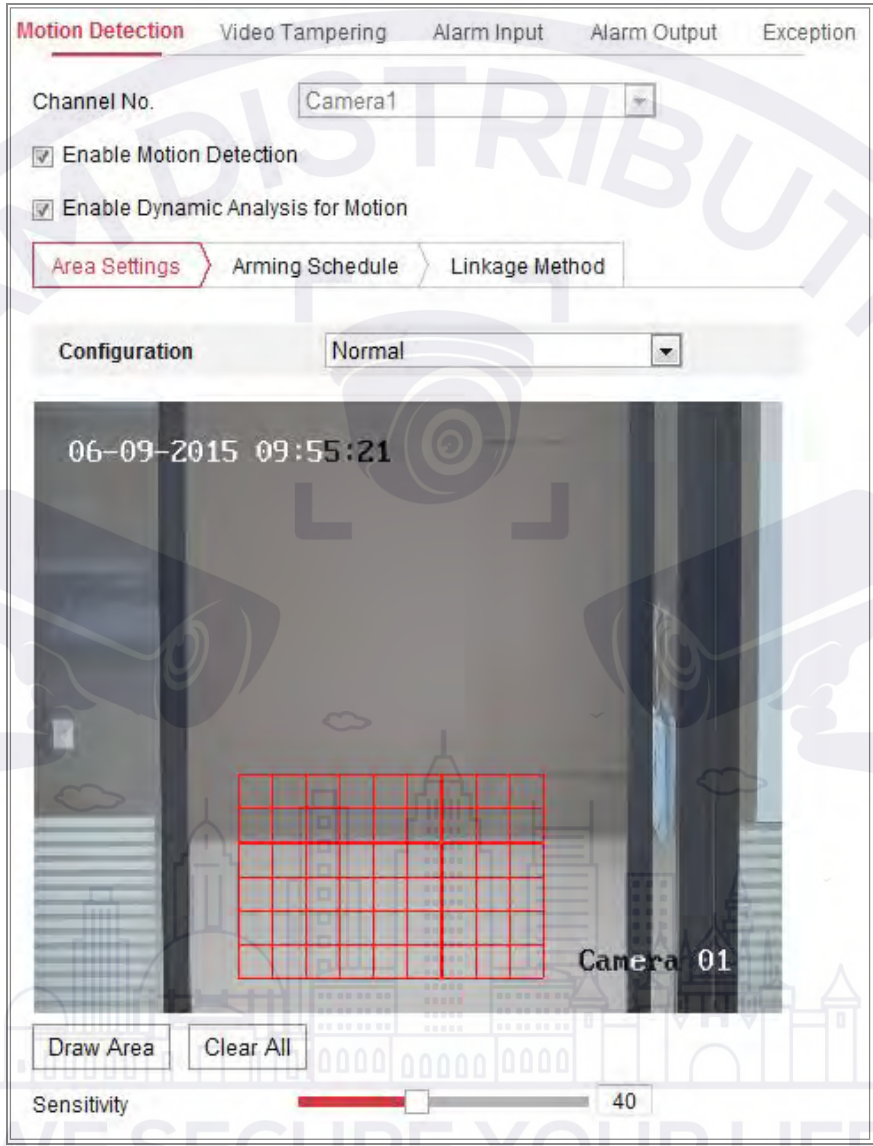 Motion Detection Video Tampering Alarm Input Alarm Output Exception
Channel No. Camera1
Enable Motion Detection
Enable Dynamic Analysis for Motion
Area Settings Arming Schedule Linkage Method
Configuration Normal
06-09-2015 09:55:21
Camera 01
Draw Area Clear All
Sensitivity 40